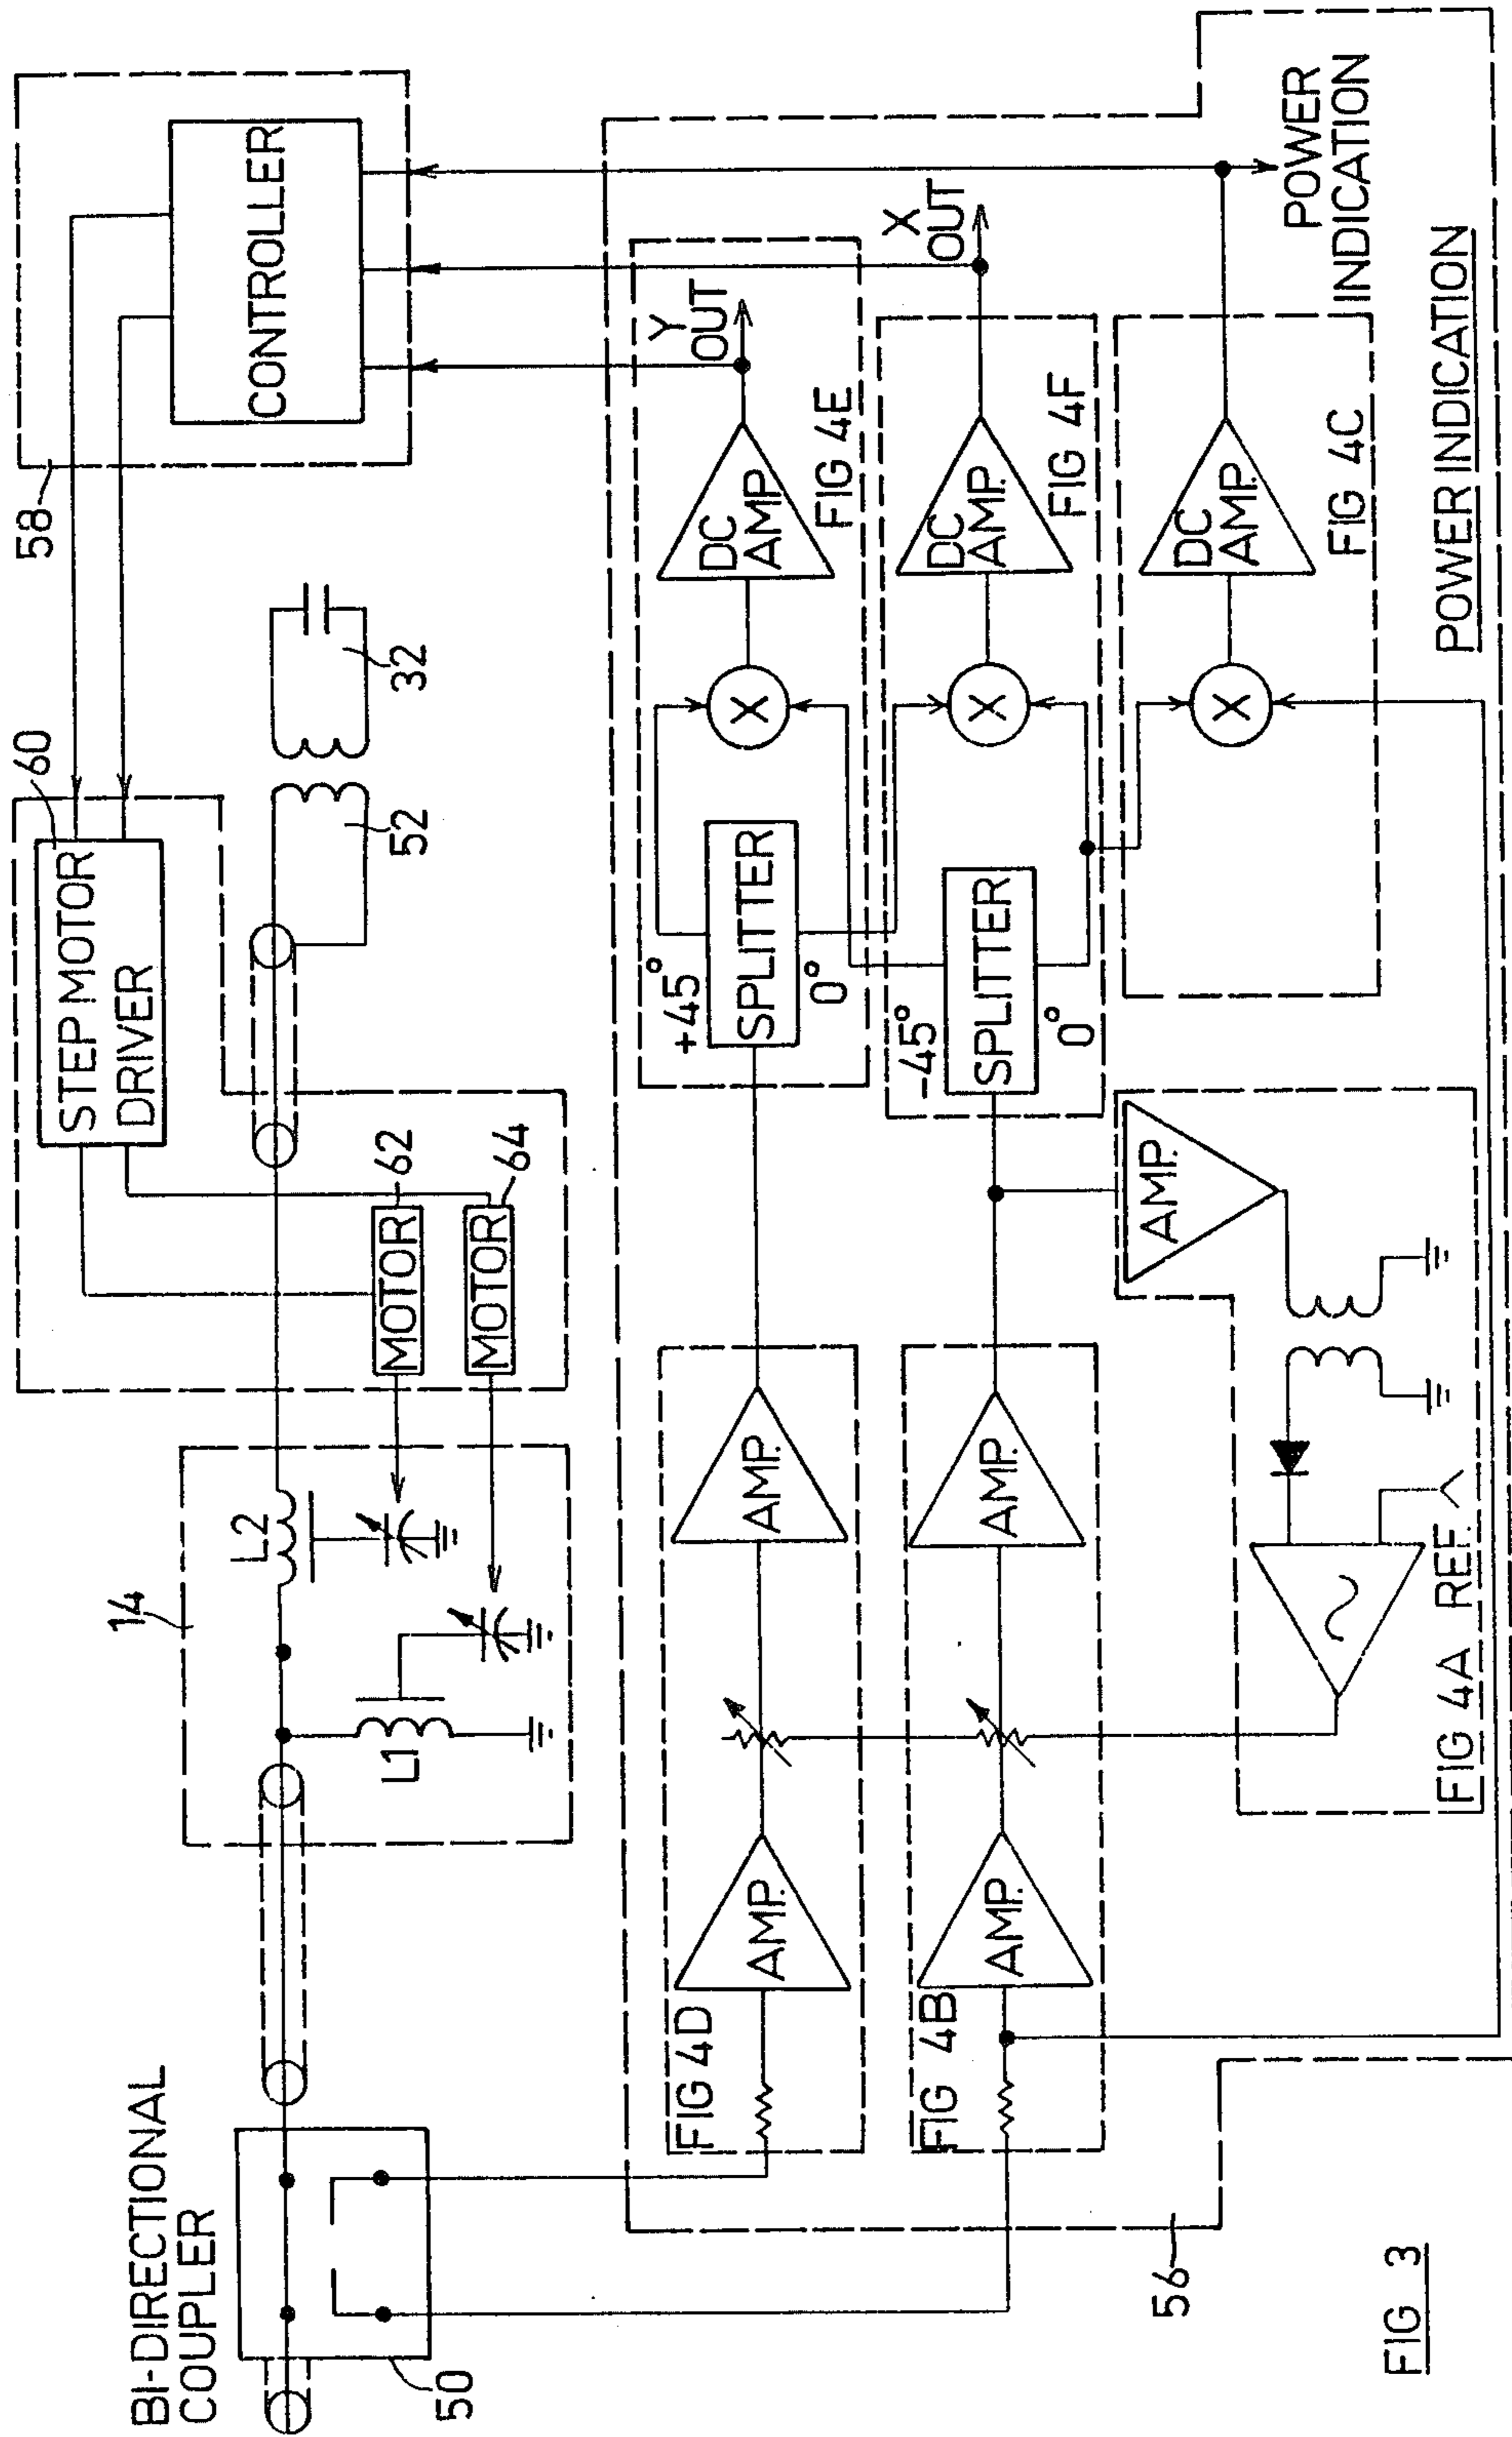 BI-DIRECTIONAL
COUPLER
50
14
L1
L2
MOTOR
62
MOTOR
64
STEP MOTOR
DRIVER
60
52
32
58
CONTROLLER
56
FIG 4D
AMP.
AMP.
+45°
SPLITTER
0°
X
DC
AMP.
FIG 4E
Y
OUT
FIG 4B
AMP.
AMP.
-45°
SPLITTER
0°
X
DC
AMP.
FIG 4F
X
OUT
AMP.
FIG 4A REF.
X
DC
AMP.
FIG 4C
POWER
INDICATION
POWER INDICATION
FIG 3